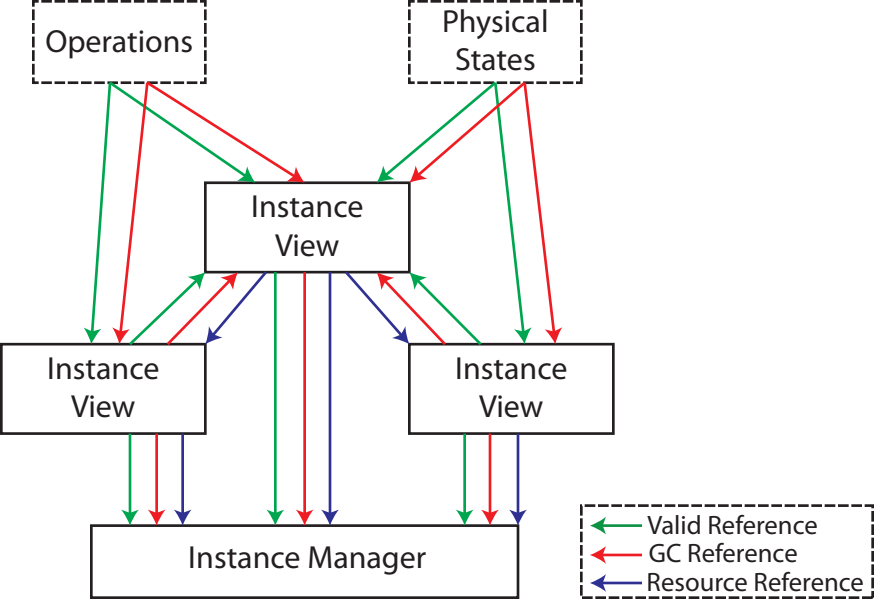 Operations
Physical
States
Instance
View
Instance
View
Instance
View
Instance Manager
Valid Reference
GC Reference
Resource Reference